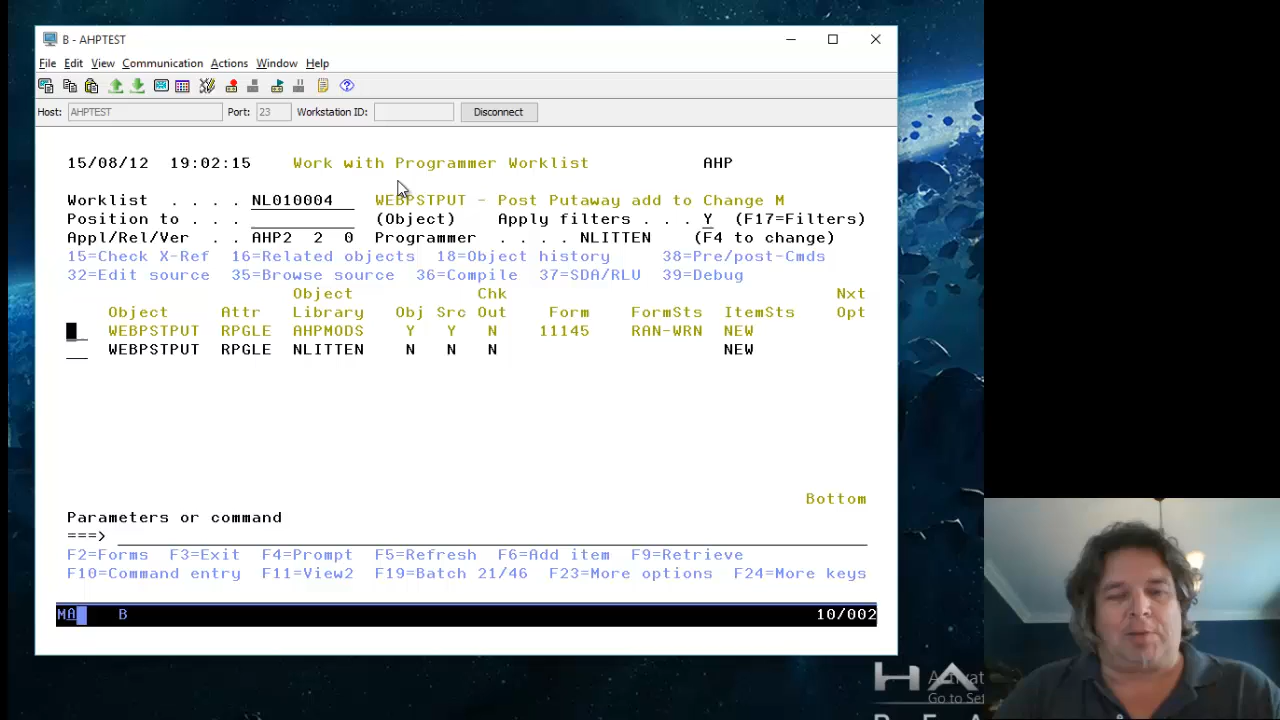 B - AHPTEST
File Edit View Communication Actions Window Help
Host: AHPTEST Port: 23 Workstation ID: Disconnect
15/08/12 19:02:15 Work with Programmer Worklist AHP
Worklist . . . . NL010004 WEBPSTPUT - Post Putaway add to Change M
Position to . . . (Object) Apply filters . . . Y (F17=Filters)
Appl/Rel/Ver . . AHP2 2 0 Programmer . . . . NLITTEN (F4 to change)
15=Check X-Ref 16=Related objects 18=Object history 38=Pre/post-Cmds
32=Edit source 35=Browse source 36=Compile 37=SDA/RLU 39=Debug
Object Chk Nxt
Object Attr Library Obj Src Out Form FormSts ItemSts Opt
WEBPSTPUT RPGLE AHPMODS Y Y N 11145 RAN-WRN NEW
WEBPSTPUT RPGLE NLITTEN N N N NEW
Bottom
Parameters or command
===>
F2=Forms F3=Exit F4=Prompt F5=Refresh F6=Add item F9=Retrieve
F10=Command entry F11=View2 F19=Batch 21/46 F23=More options F24=More keys
MA B 10/002
HA
Activat
Go to Set